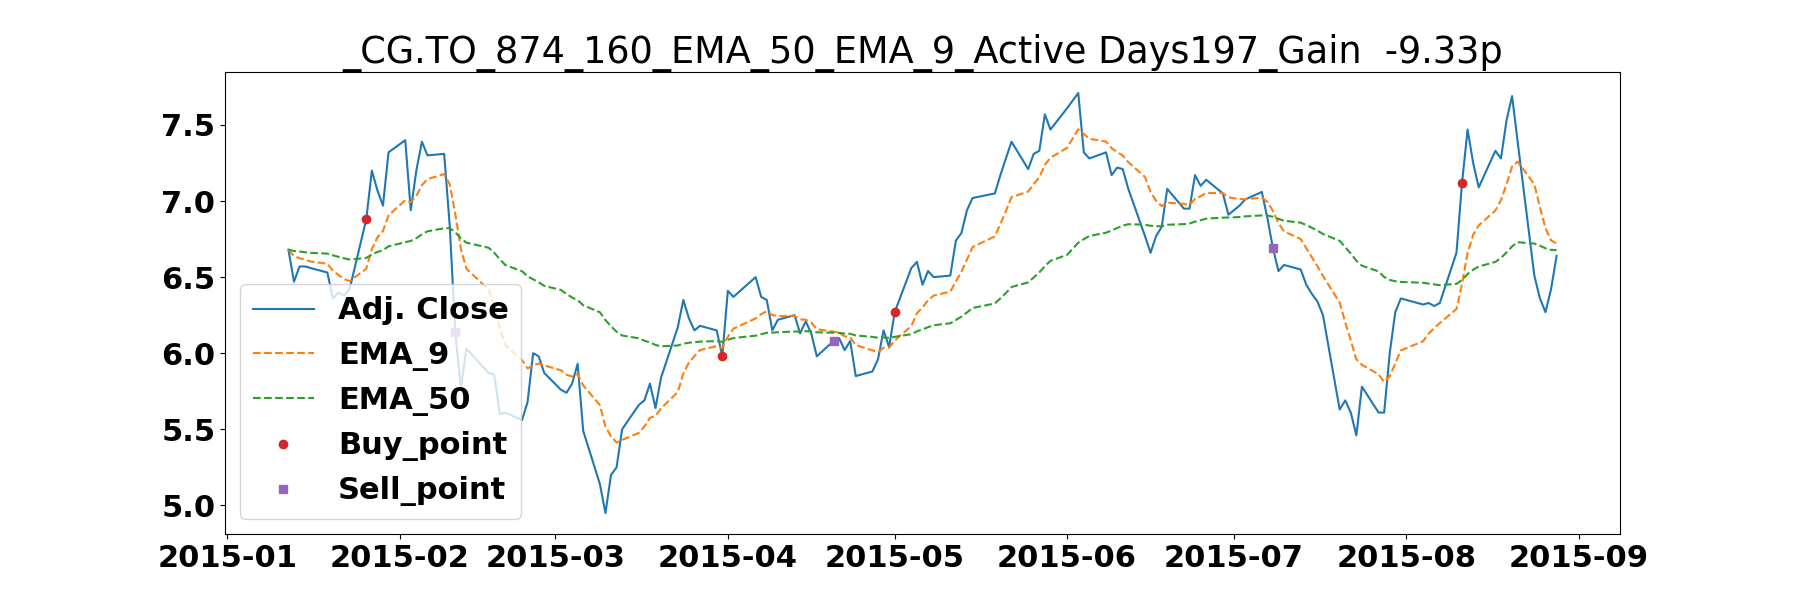 _CG.TO_874_160_EMA_50_EMA_9_Active Days197_Gain  -9.33p
7.5
7.0
6.5
6.0
5.5
5.0
Adj. Close
EMA_9
EMA_50
Buy_point
Sell_point
2015-01 2015-02 2015-03 2015-04 2015-05 2015-06 2015-07 2015-08 2015-09